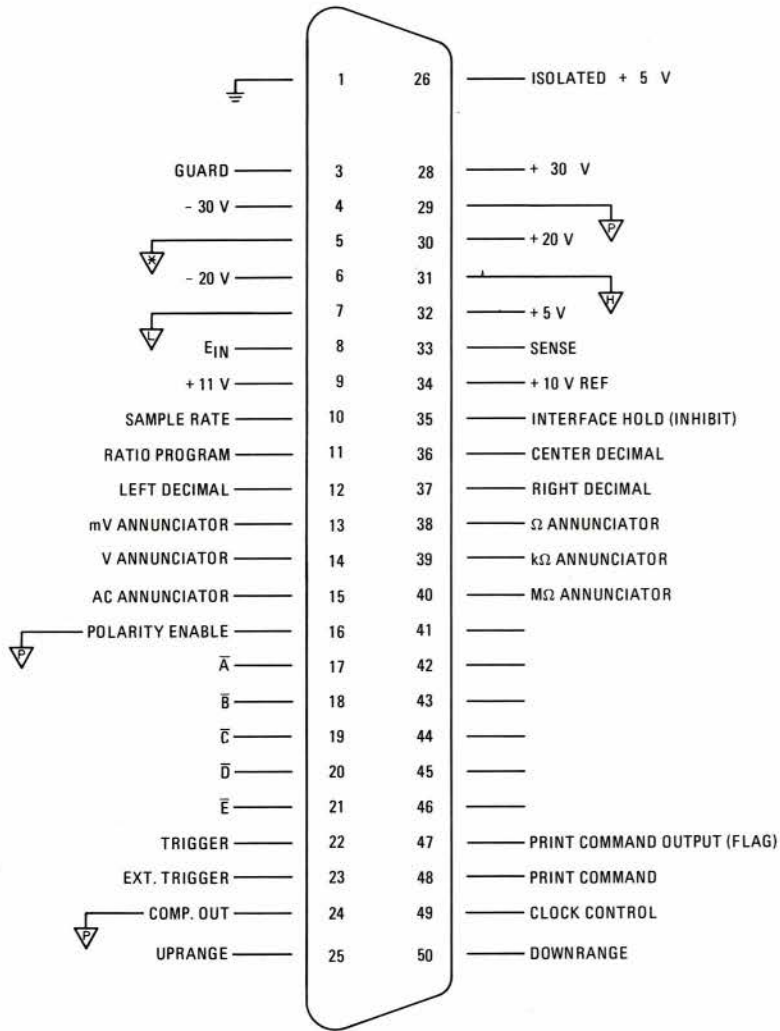 1 26 ISOLATED + 5 V
GUARD 3 28 + 30 V
- 30 V 4 29 P
* 5 30 + 20 V
- 20 V 6 31 H
L 7 32 + 5 V
E_IN 8 33 SENSE
+ 11 V 9 34 + 10 V REF
SAMPLE RATE 10 35 INTERFACE HOLD (INHIBIT)
RATIO PROGRAM 11 36 CENTER DECIMAL
LEFT DECIMAL 12 37 RIGHT DECIMAL
mV ANNUNCIATOR 13 38 Ω ANNUNCIATOR
V ANNUNCIATOR 14 39 kΩ ANNUNCIATOR
AC ANNUNCIATOR 15 40 MΩ ANNUNCIATOR
P POLARITY ENABLE 16 41
A̅ 17 42
B̅ 18 43
C̅ 19 44
D̅ 20 45
E̅ 21 46
TRIGGER 22 47 PRINT COMMAND OUTPUT (FLAG)
EXT. TRIGGER 23 48 PRINT COMMAND
P COMP. OUT 24 49 CLOCK CONTROL
UPRANGE 25 50 DOWNRANGE